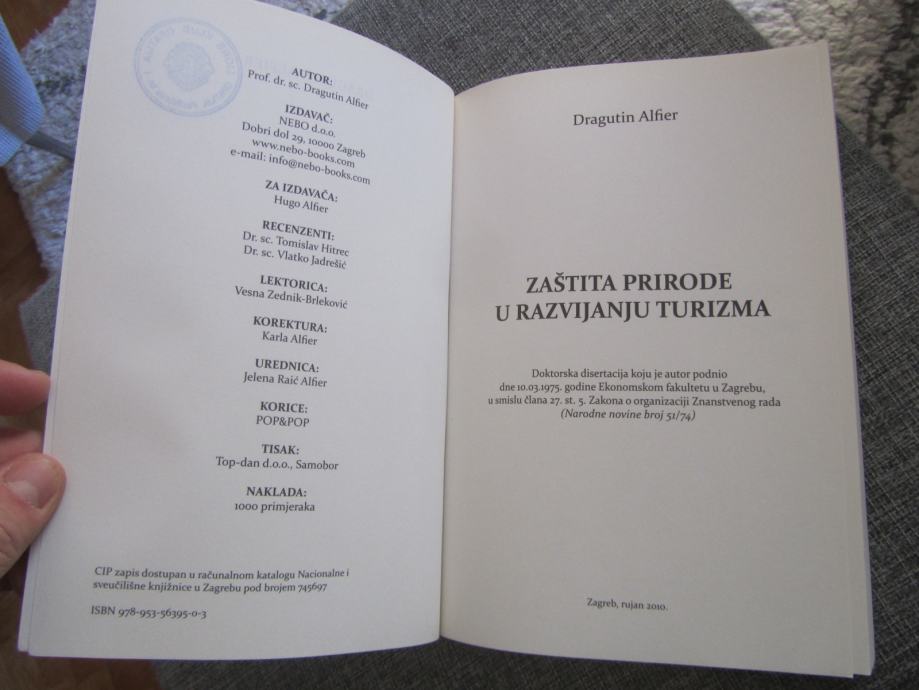 AUTOR:
Prof. dr. sc. Dragutin Alfier
IZDAVAČ:
NEBO d.o.o.
Dobri dol 29, 10000 Zagreb
www.nebo-books.com
e-mail: info@nebo-books.com
ZA IZDAVAČA:
Hugo Alfier
RECENZENTI:
Dr. sc. Tomislav Hitrec
Dr. sc. Vlatko Jadrešić
LEKTORICA:
Vesna Zednik-Brleković
KOREKTURA:
Karla Alfier
UREDNICA:
Jelena Raić Alfier
KORICE:
POP&POP
TISAK:
Top-dan d.o.o., Samobor
NAKLADA:
1000 primjeraka
CIP zapis dostupan u računalnom katalogu Nacionalne i
sveučilišne knjižnice u Zagrebu pod brojem 745697
ISBN 978-953-56395-0-3
Dragutin Alfier
ZAŠTITA PRIRODE
U RAZVIJANJU TURIZMA
Doktorska disertacija koju je autor podnio
dne 10.03.1975. godine Ekonomskom fakultetu u Zagrebu,
u smislu člana 27. st. 5. Zakona o organizaciji Znanstvenog rada
(Narodne novine broj 51/74)
Zagreb, rujan 2010.